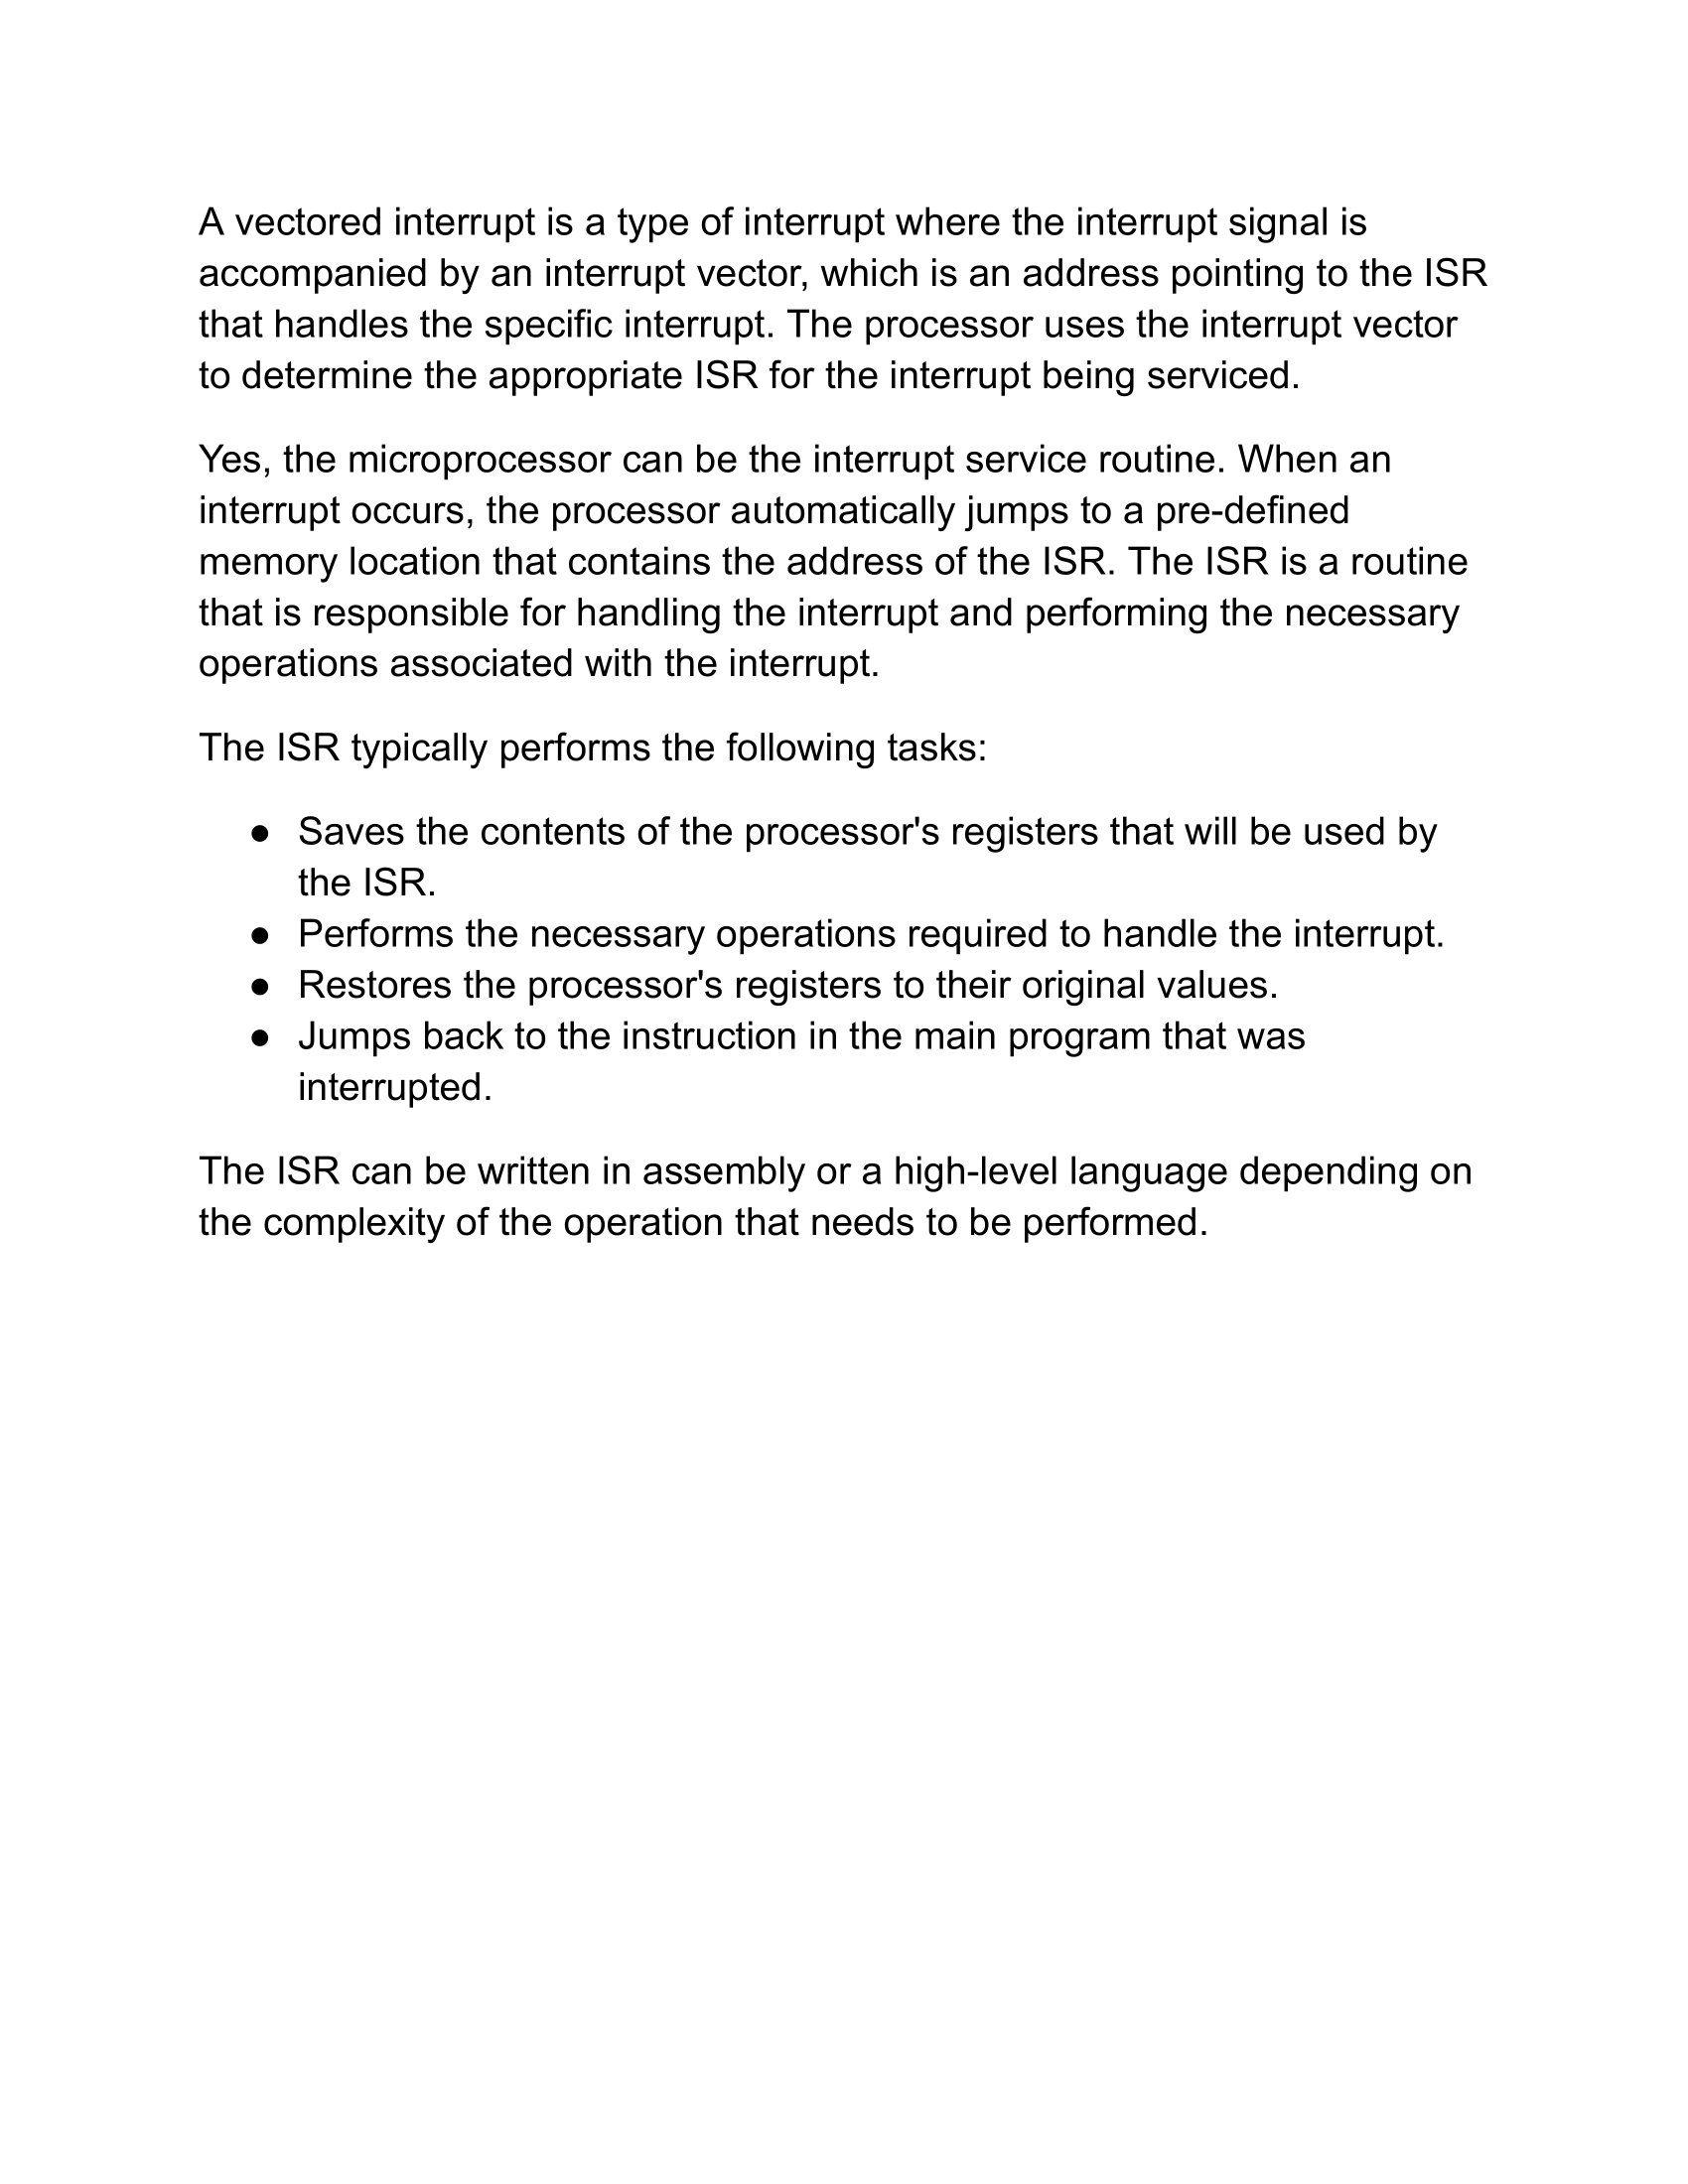 A vectored interrupt is a type of interrupt where the interrupt signal is
accompanied by an interrupt vector, which is an address pointing to the ISR
that handles the specific interrupt. The processor uses the interrupt vector
to determine the appropriate ISR for the interrupt being serviced.
Yes, the microprocessor can be the interrupt service routine. When an
interrupt occurs, the processor automatically jumps to a pre-defined
memory location that contains the address of the ISR. The ISR is a routine
that is responsible for handling the interrupt and performing the necessary
operations associated with the interrupt.
The ISR typically performs the following tasks:
● Saves the contents of the processor's registers that will be used by
the ISR.
● Performs the necessary operations required to handle the interrupt.
● Restores the processor's registers to their original values.
● Jumps back to the instruction in the main program that was
interrupted.
The ISR can be written in assembly or a high-level language depending on
the complexity of the operation that needs to be performed.